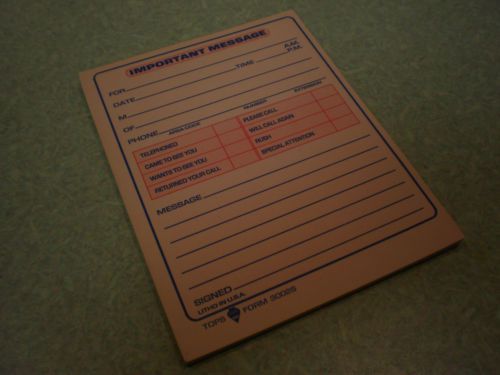 IMPORTANT MESSAGE
FOR
DATE TIME A.M. P.M.
M
OF
PHONE AREA CODE NUMBER EXTENSION
TELEPHONED PLEASE CALL
CAME TO SEE YOU WILL CALL AGAIN
WANTS TO SEE YOU RUSH
RETURNED YOUR CALL SPECIAL ATTENTION
MESSAGE
SIGNED
LITHO IN U.S.A.
TOPS FORM 3002S